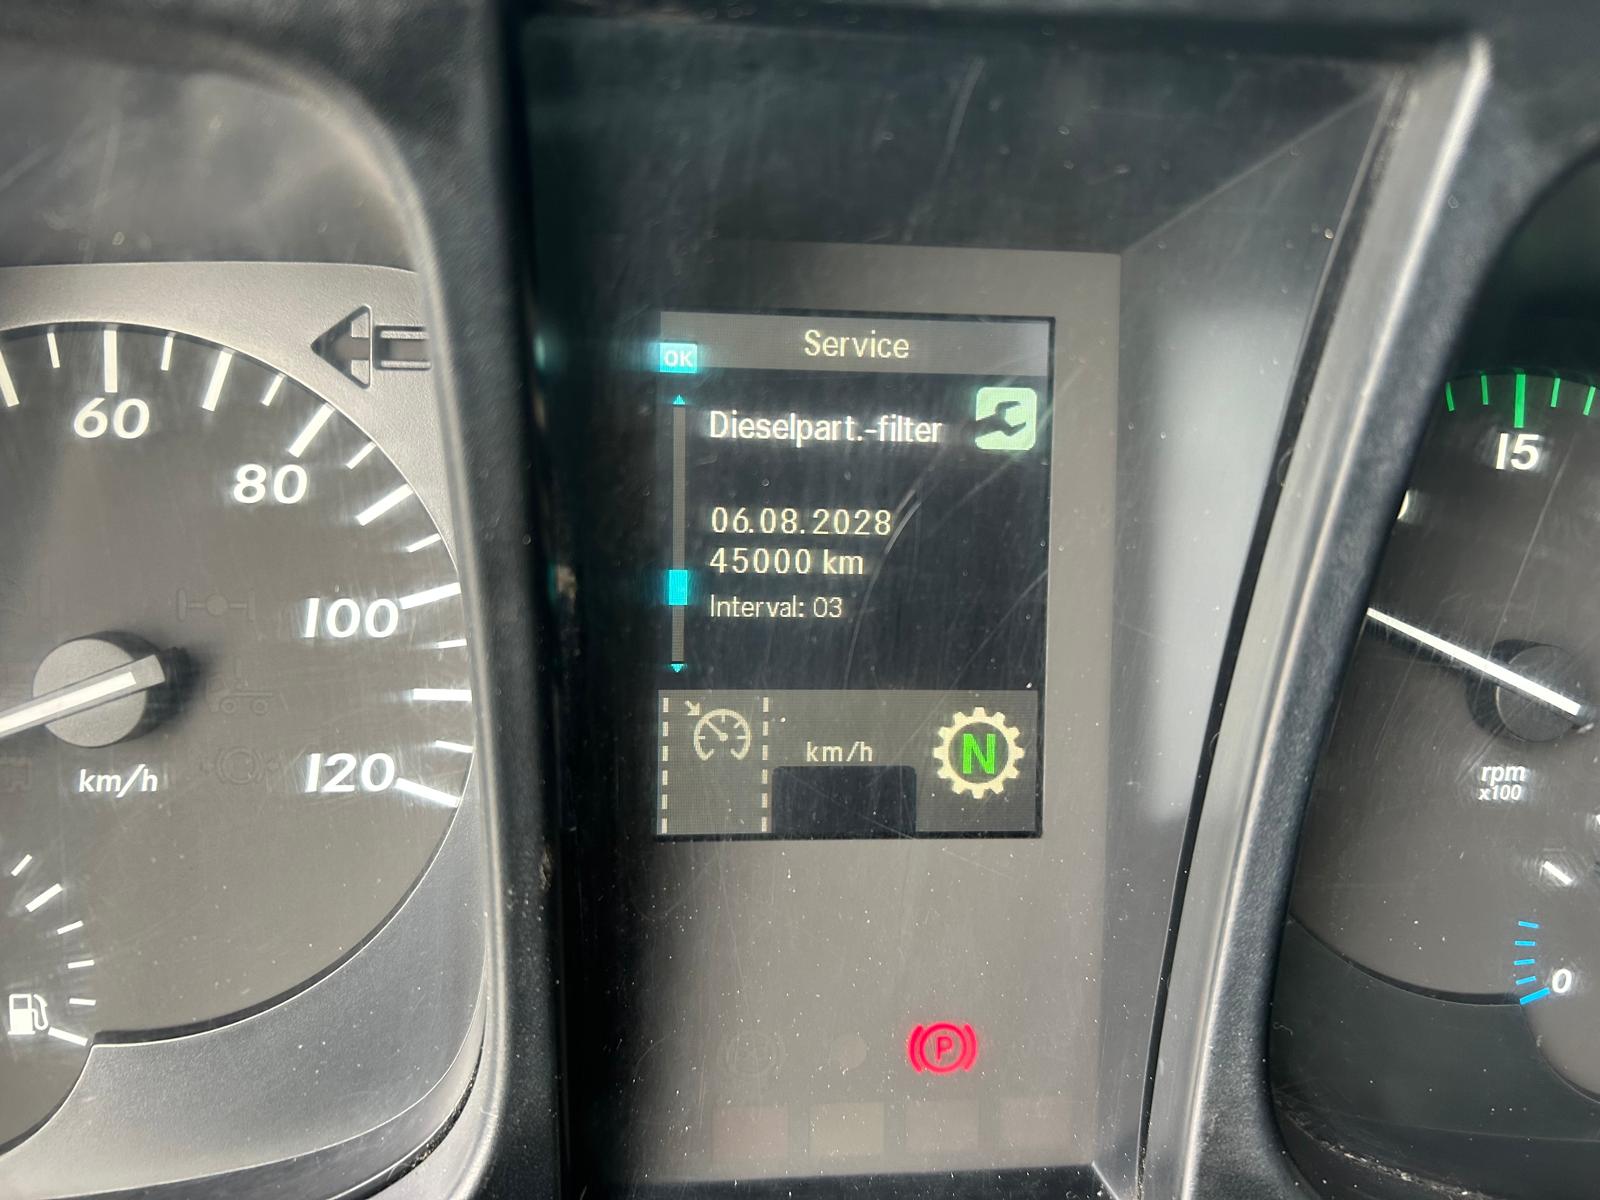 Service
OK
Dieselpart.-filter
06.08.2028
45000 km
Interval: 03
km/h
N
P
60
80
100
120
km/h
15
rpm
x100
0